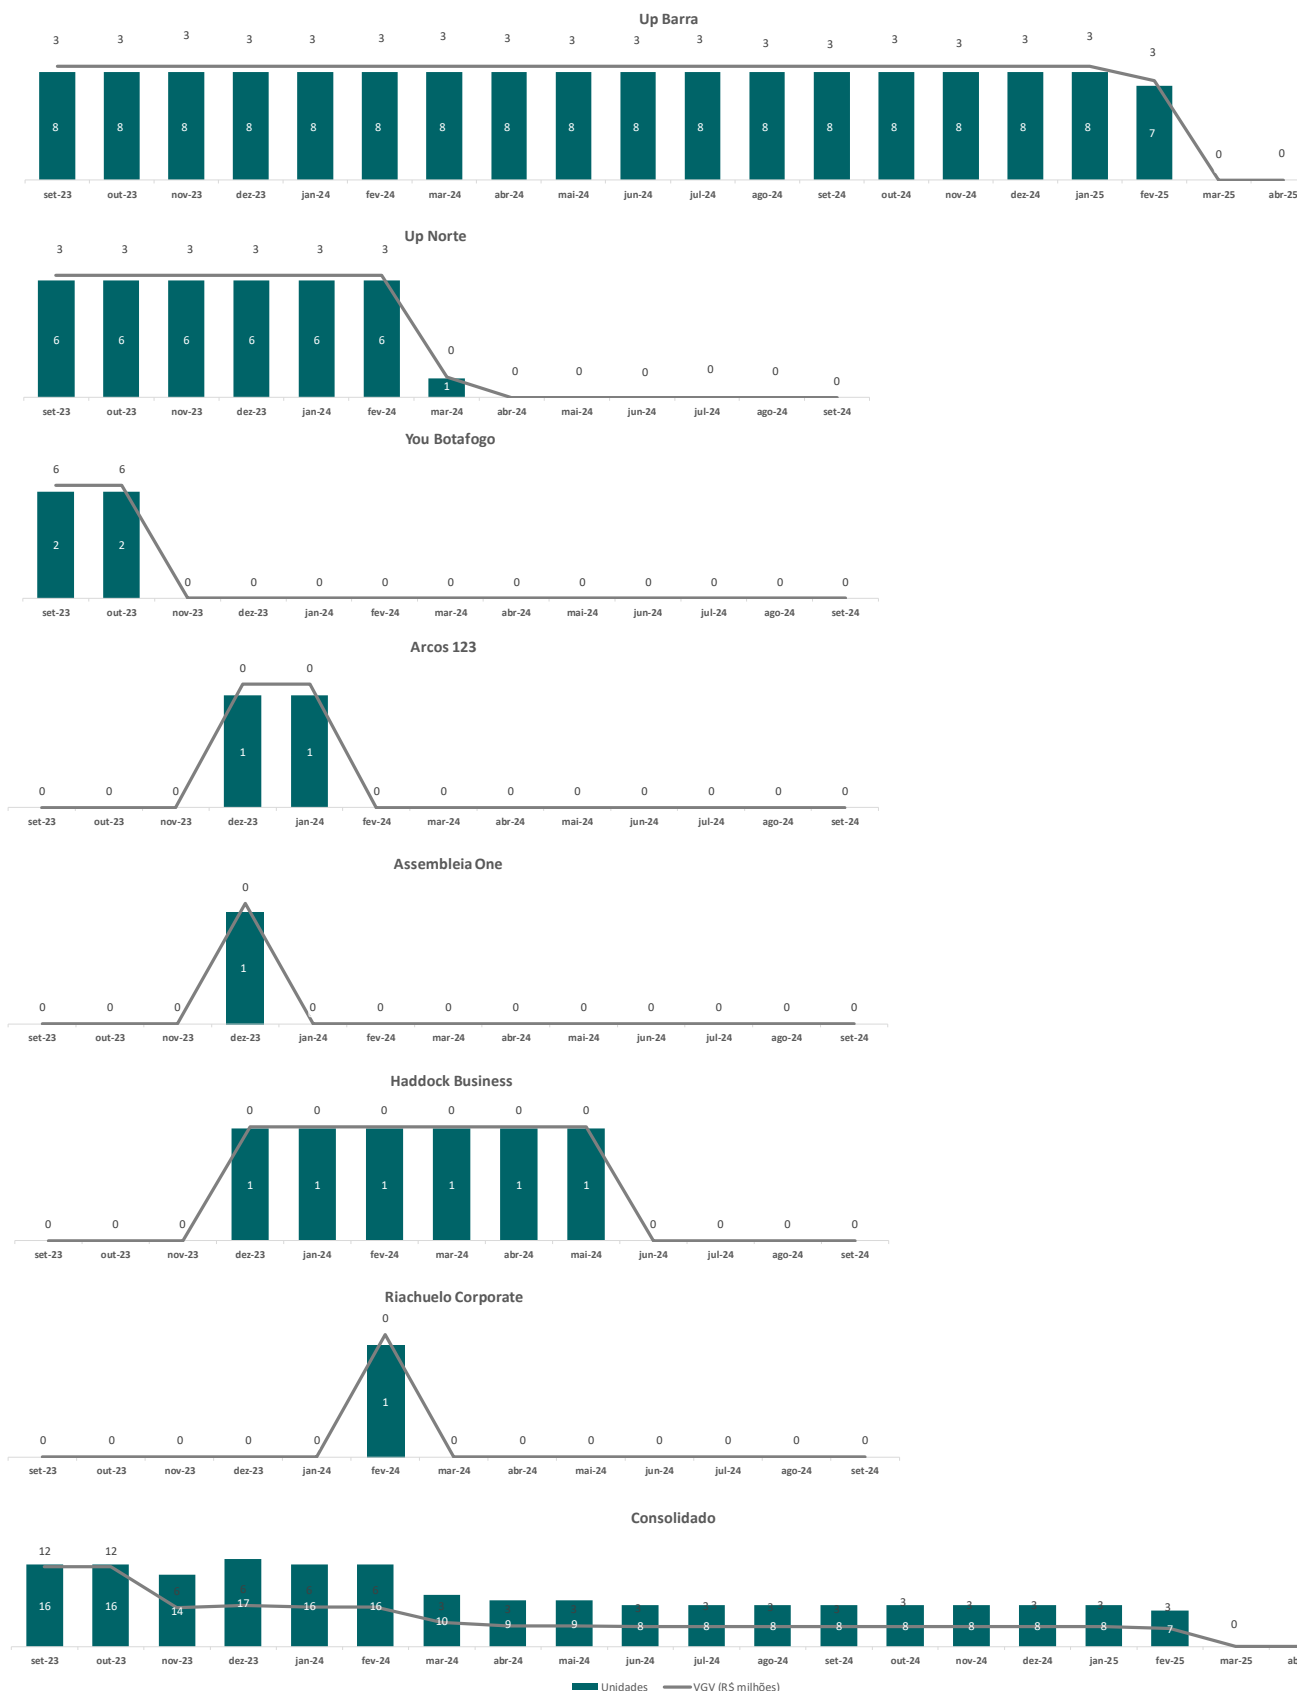 Up Barra
3 3 3 3 3 3 3 3 3 3 3 3 3 3 3 3 3 3
8 8 8 8 8 8 8 8 8 8 8 8 8 8 8 8 8 7 0 0
set-23 out-23 nov-23 dez-23 jan-24 fev-24 mar-24 abr-24 mai-24 jun-24 jul-24 ago-24 set-24 out-24 nov-24 dez-24 jan-25 fev-25 mar-25 abr-25
Up Norte
3 3 3 3 3 3
6 6 6 6 6 6 0
1 0 0 0 0 0 0
set-23 out-23 nov-23 dez-23 jan-24 fev-24 mar-24 abr-24 mai-24 jun-24 jul-24 ago-24 set-24
You Botafogo
6 6
2 2
0 0 0 0 0 0 0 0 0 0 0
set-23 out-23 nov-23 dez-23 jan-24 fev-24 mar-24 abr-24 mai-24 jun-24 jul-24 ago-24 set-24
Arcos 123
0 0
1 1
0 0 0 0 0 0 0 0 0 0 0
set-23 out-23 nov-23 dez-23 jan-24 fev-24 mar-24 abr-24 mai-24 jun-24 jul-24 ago-24 set-24
Assembleia One
0
1
0 0 0 0 0 0 0 0 0 0 0 0
set-23 out-23 nov-23 dez-23 jan-24 fev-24 mar-24 abr-24 mai-24 jun-24 jul-24 ago-24 set-24
Haddock Business
0 0 0 0 0 0
1 1 1 1 1 1
0 0 0 0 0 0 0
set-23 out-23 nov-23 dez-23 jan-24 fev-24 mar-24 abr-24 mai-24 jun-24 jul-24 ago-24 set-24
Riachuelo Corporate
0
1
0 0 0 0 0 0 0 0 0 0 0 0
set-23 out-23 nov-23 dez-23 jan-24 fev-24 mar-24 abr-24 mai-24 jun-24 jul-24 ago-24 set-24
Consolidado
12 12
3 3 0
16 16 14 17 16 16 10 9 9 8 8 8 8 8 8 8 8 7
set-23 out-23 nov-23 dez-23 jan-24 fev-24 mar-24 abr-24 mai-24 jun-24 jul-24 ago-24 set-24 out-24 nov-24 dez-24 jan-25 fev-25 mar-25
Unidades VGV (R$ milhões)